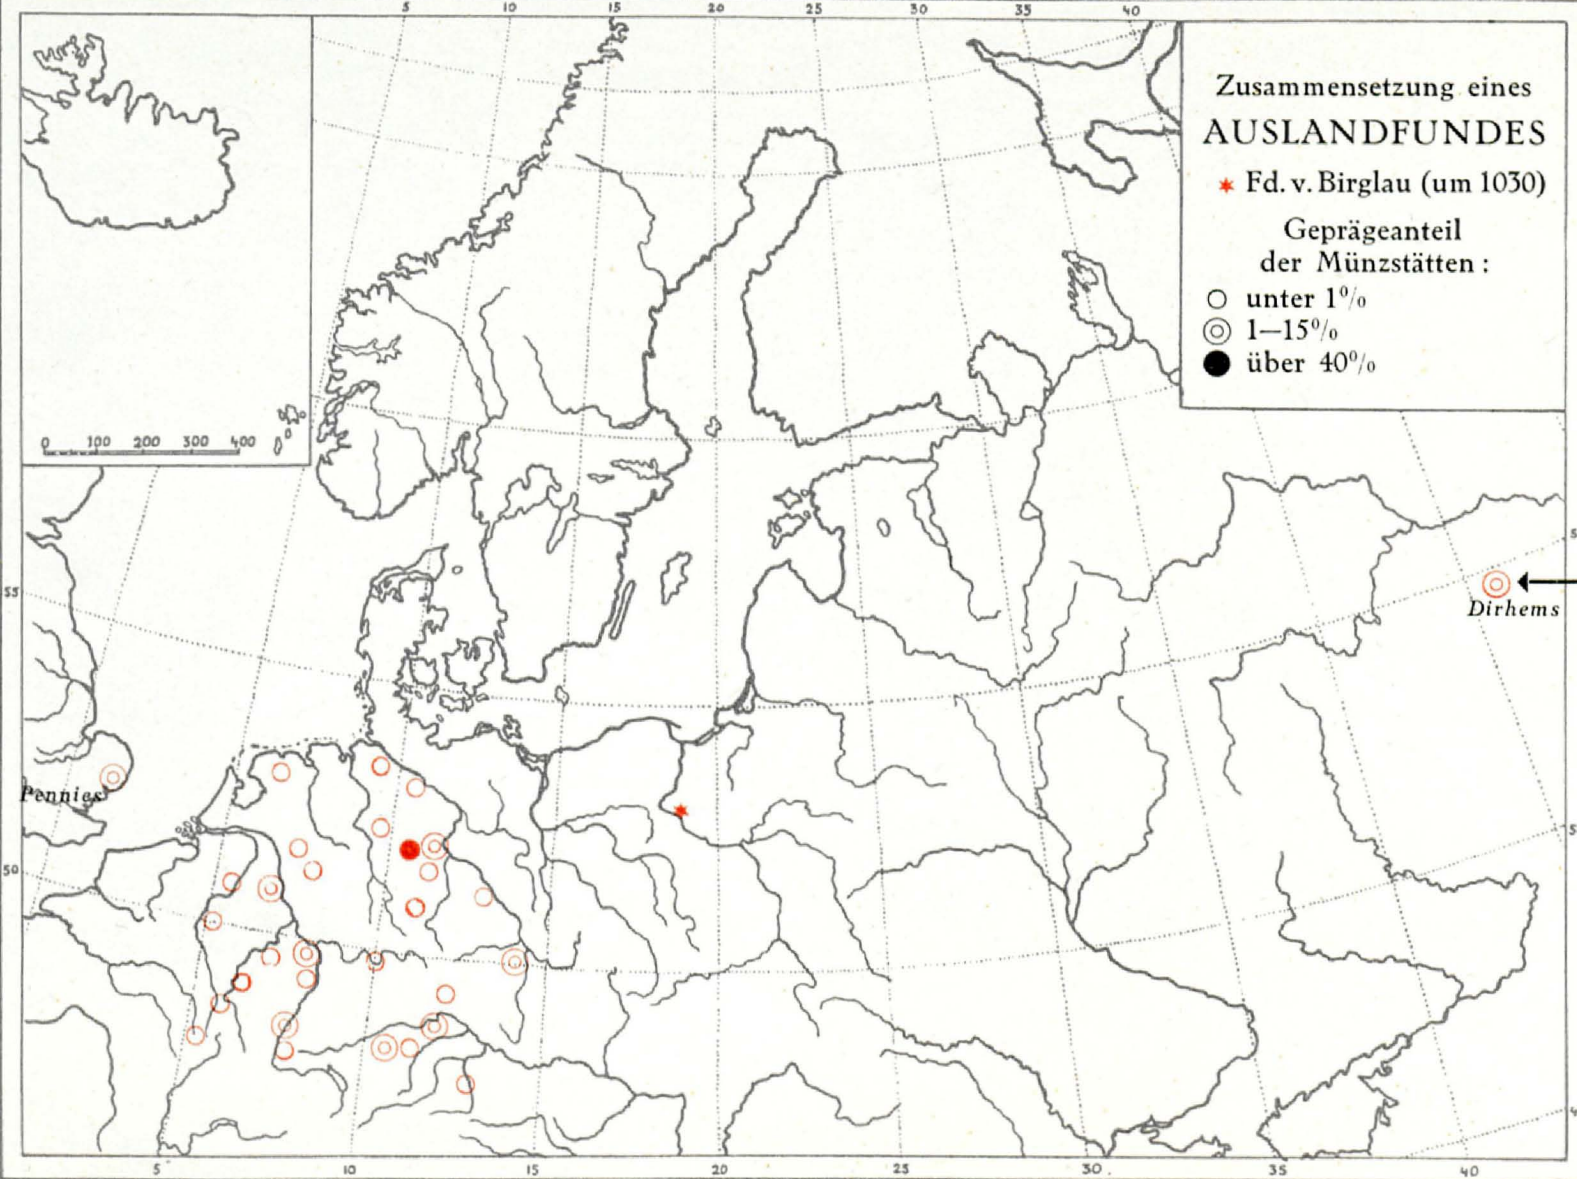 5 10 15 20 25 30 35 40
Zusammensetzung eines
AUSLANDFUNDES
Fd. v. Birglau (um 1030)
Geprägeanteil
der Münzstätten :
unter 1%
1—15%
über 40%
0 100 200 300 400
55
Dirhems
Pennies
50
5 10 15 20 25 30 35 40